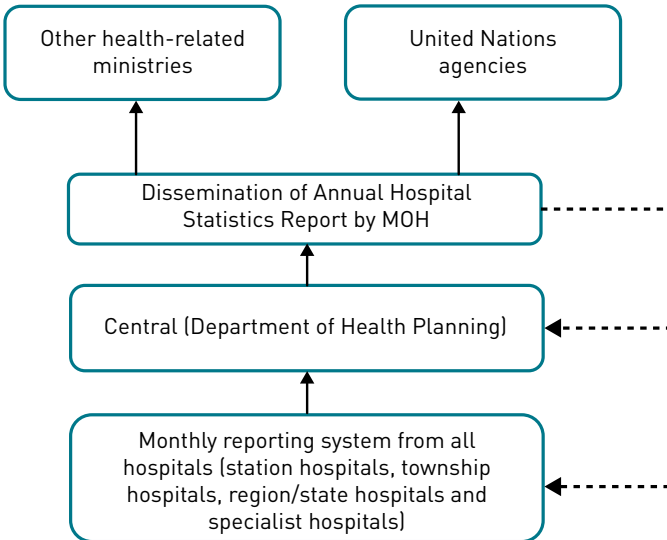 Other health-related
ministries
United Nations
agencies
Dissemination of Annual Hospital
Statistics Report by MOH
Central (Department of Health Planning)
Monthly reporting system from all
hospitals (station hospitals, township
hospitals, region/state hospitals and
specialist hospitals)